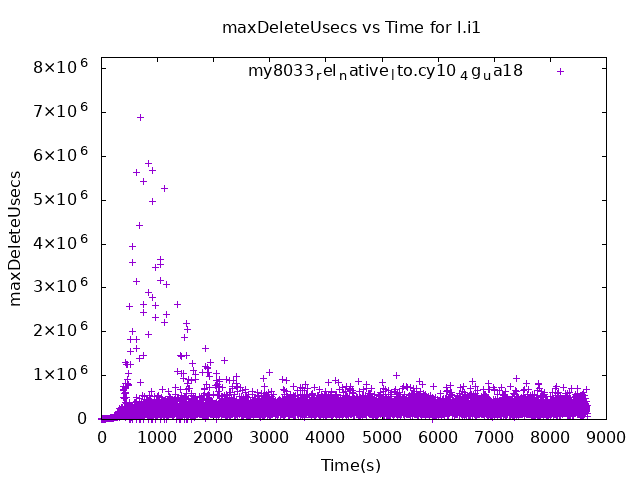 maxDeleteUsecs vs Time for l.i1
my8033relnativelto.cy104gua18
8×10^6
7×10^6
6×10^6
5×10^6
4×10^6
3×10^6
2×10^6
1×10^6
0
maxDeleteUsecs
0 1000 2000 3000 4000 5000 6000 7000 8000 9000
Time(s)